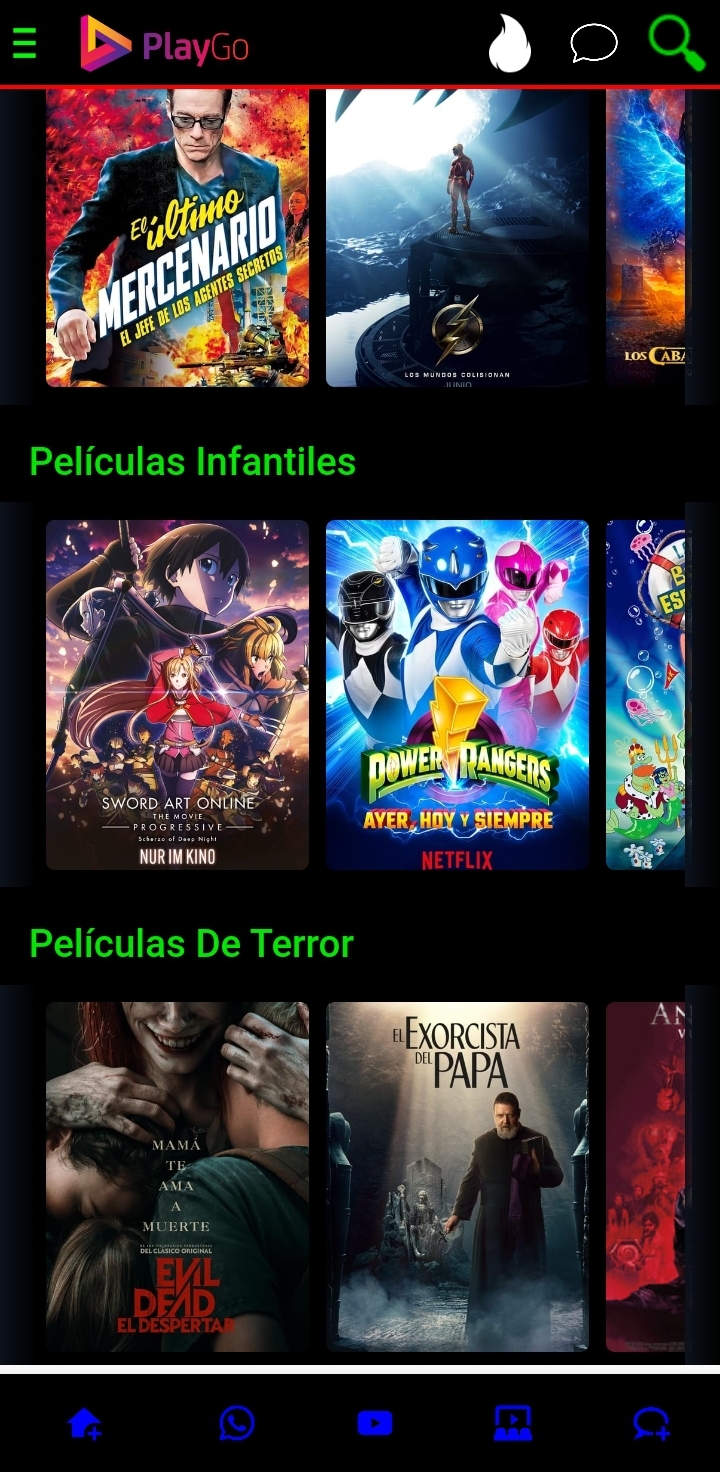 PlayGo
El último
MERCENARIO
EL JEFE DE LOS AGENTES SECRETOS
LOS MUNDOS COLISIONAN
JUNIO
LOS CABA
Películas Infantiles
SWORD ART ONLINE
THE MOVIE
PROGRESSIVE
Scherzo of Deep Night
NUR IM KINO
POWER RANGERS
AYER, HOY Y SIEMPRE
NETFLIX
Películas De Terror
MAMÁ
TE
AMA
A
MUERTE
DEL CLÁSICO ORIGINAL
EVIL
DEAD
EL DESPERTAR
EL EXORCISTA
DEL PAPA
AN